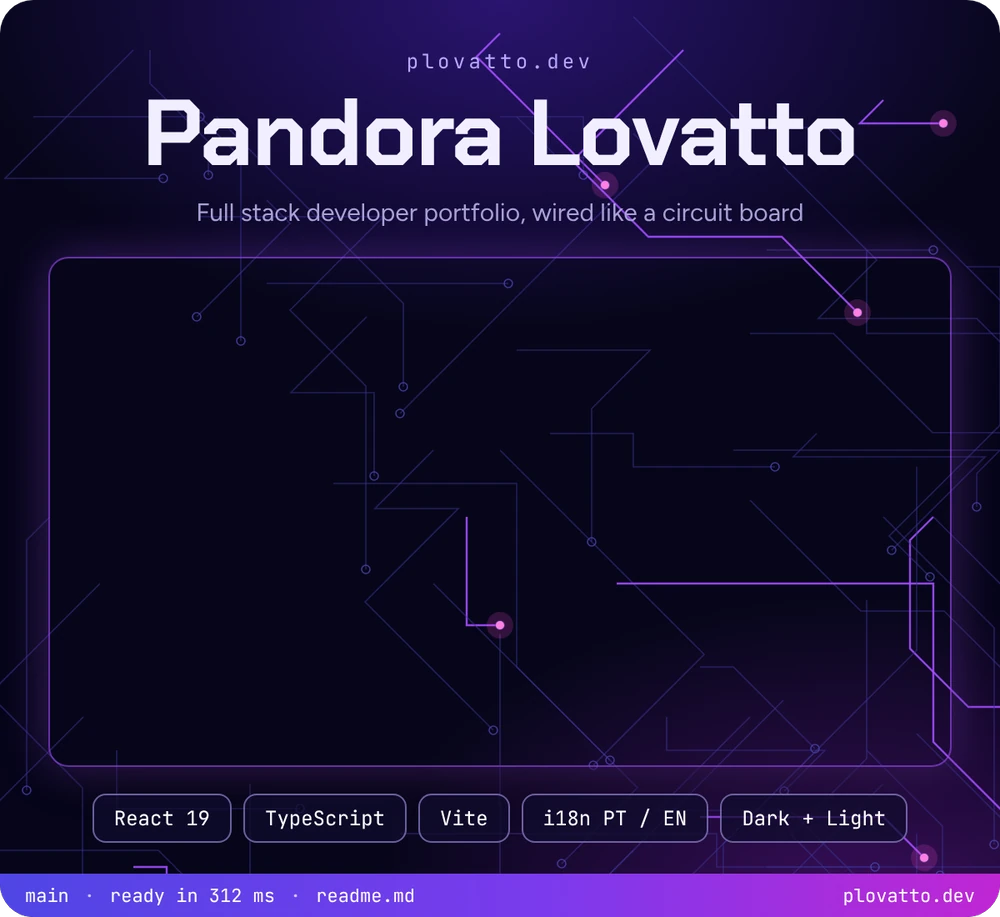 plovatto.dev
Pandora Lovatto
Full stack developer portfolio, wired like a circuit board
React 19 TypeScript Vite i18n PT / EN Dark + Light
main · ready in 312 ms · readme.md plovatto.dev